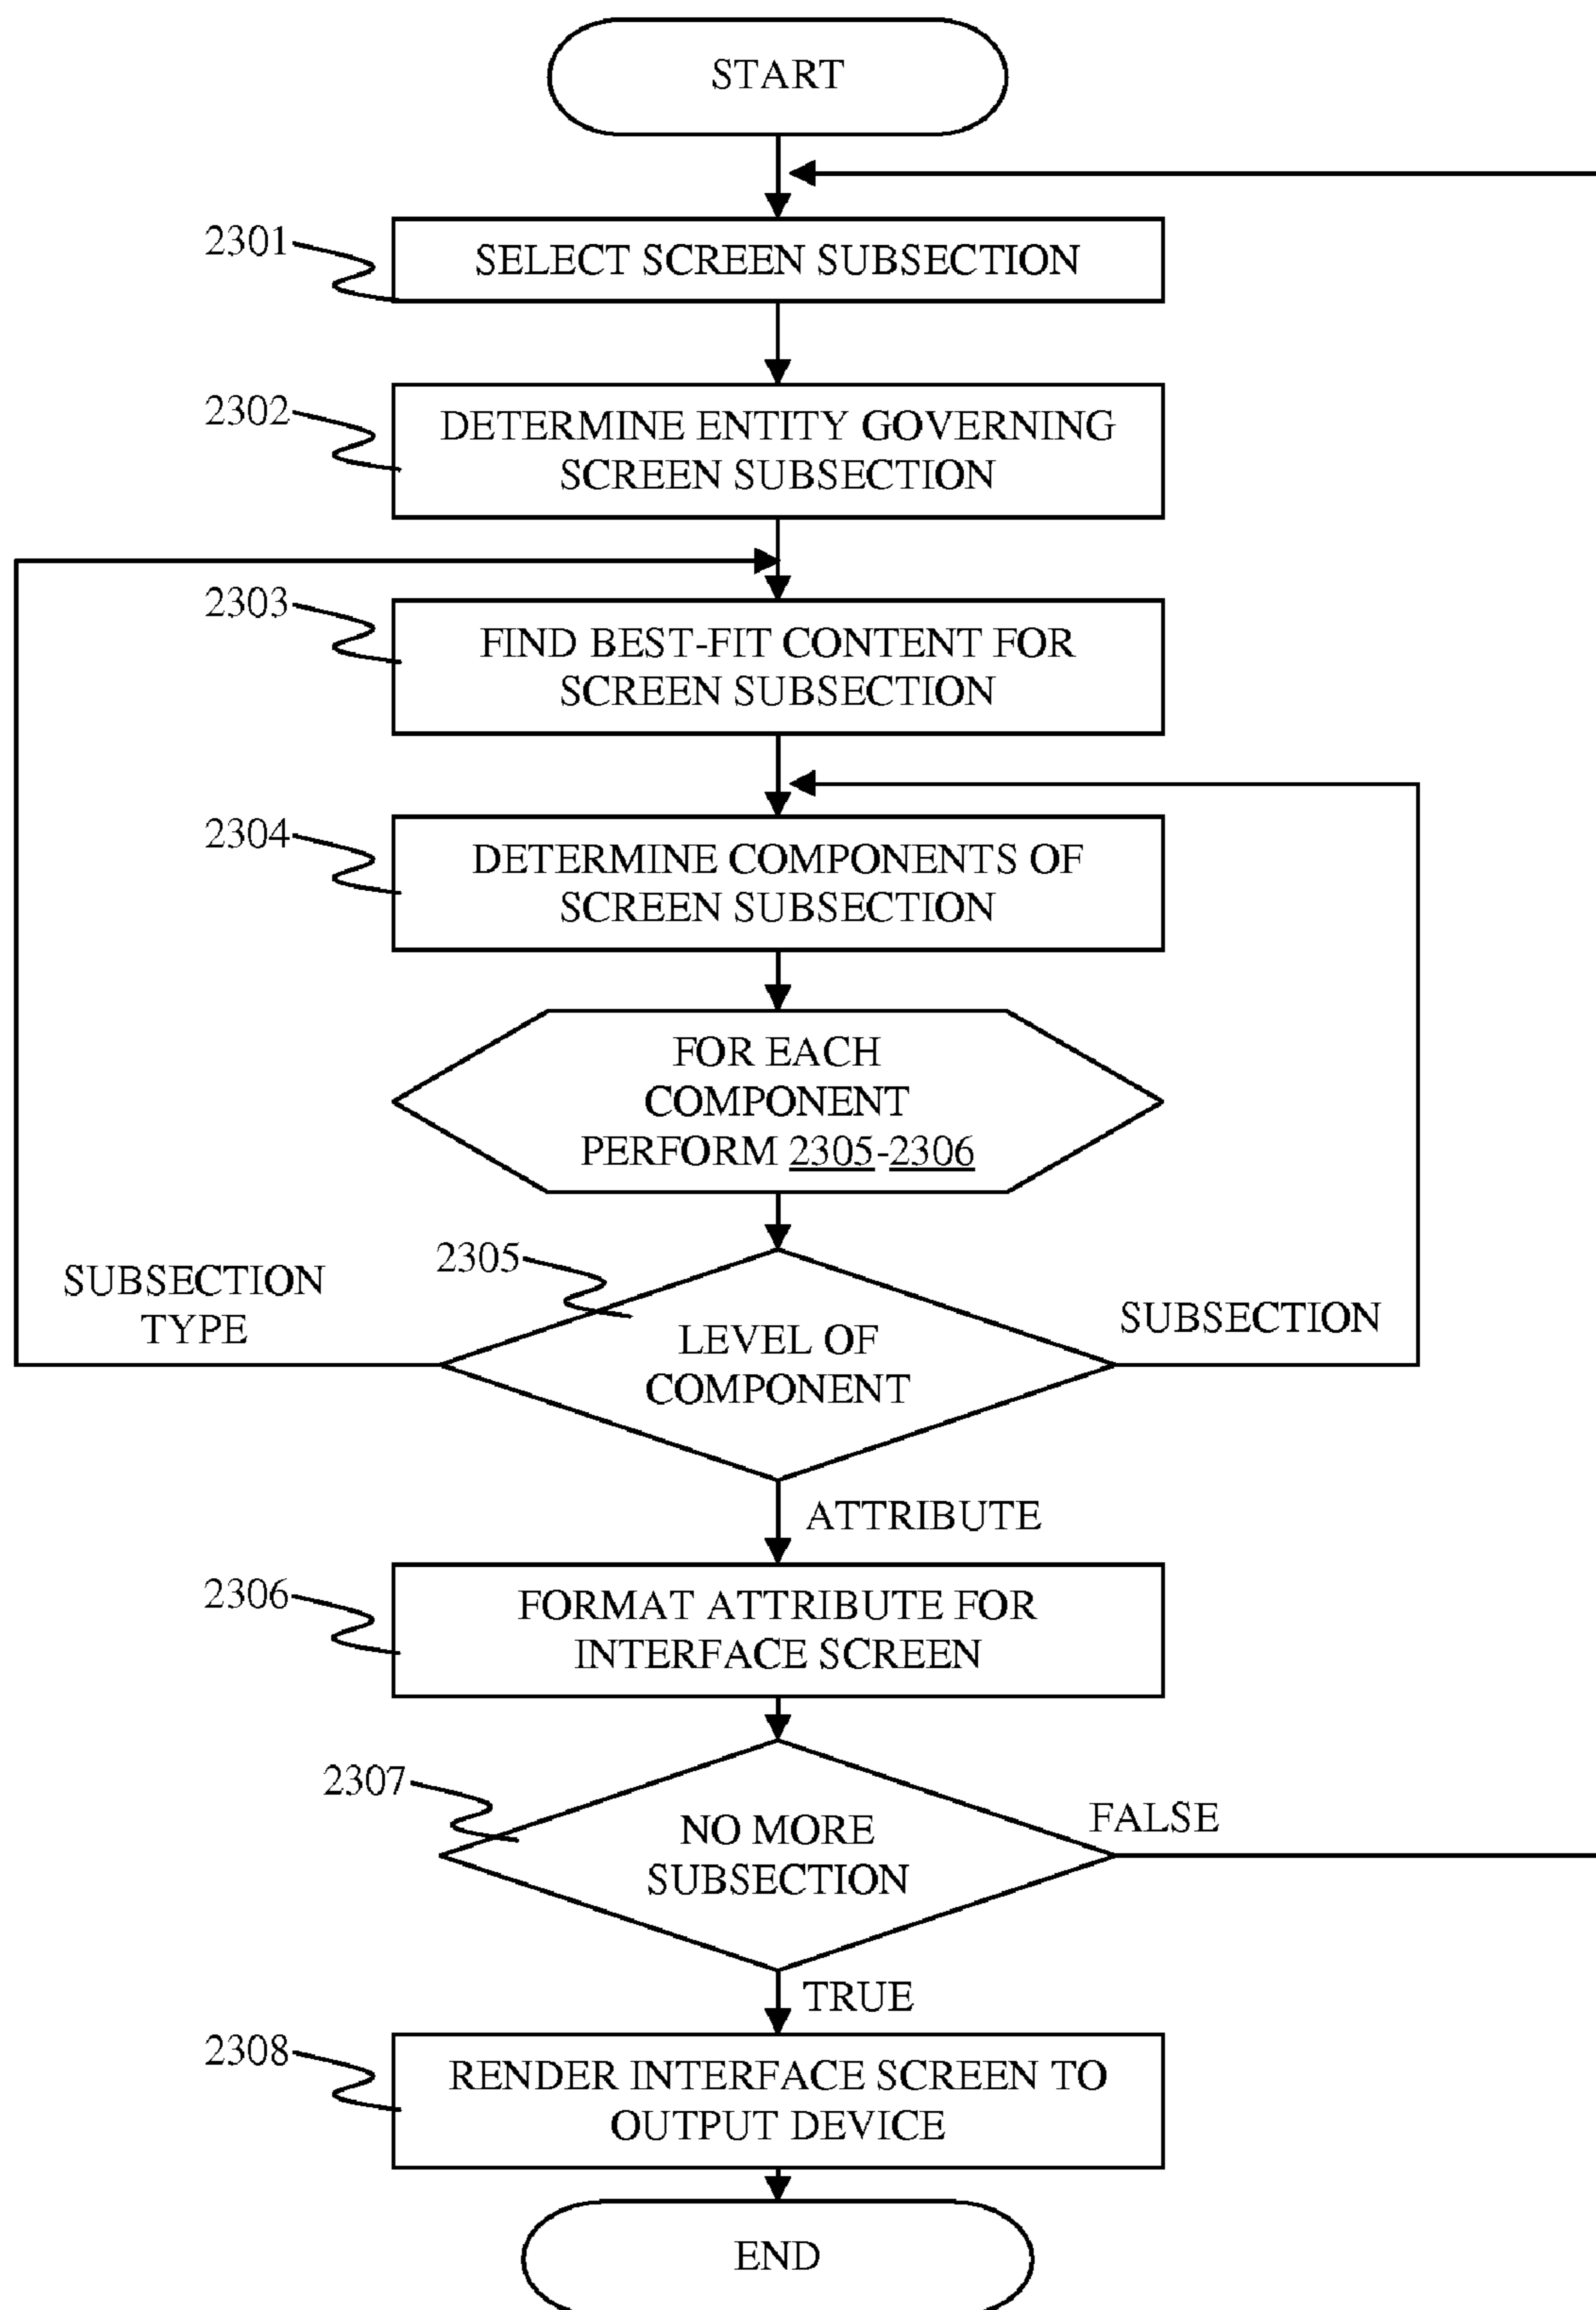 START
2301
SELECT SCREEN SUBSECTION
2302
DETERMINE ENTITY GOVERNING
SCREEN SUBSECTION
2303
FIND BEST-FIT CONTENT FOR
SCREEN SUBSECTION
2304
DETERMINE COMPONENTS OF
SCREEN SUBSECTION
FOR EACH
COMPONENT
PERFORM 2305-2306
2305
SUBSECTION
TYPE
LEVEL OF
COMPONENT
SUBSECTION
ATTRIBUTE
2306
FORMAT ATTRIBUTE FOR
INTERFACE SCREEN
2307
NO MORE
SUBSECTION
FALSE
TRUE
2308
RENDER INTERFACE SCREEN TO
OUTPUT DEVICE
END